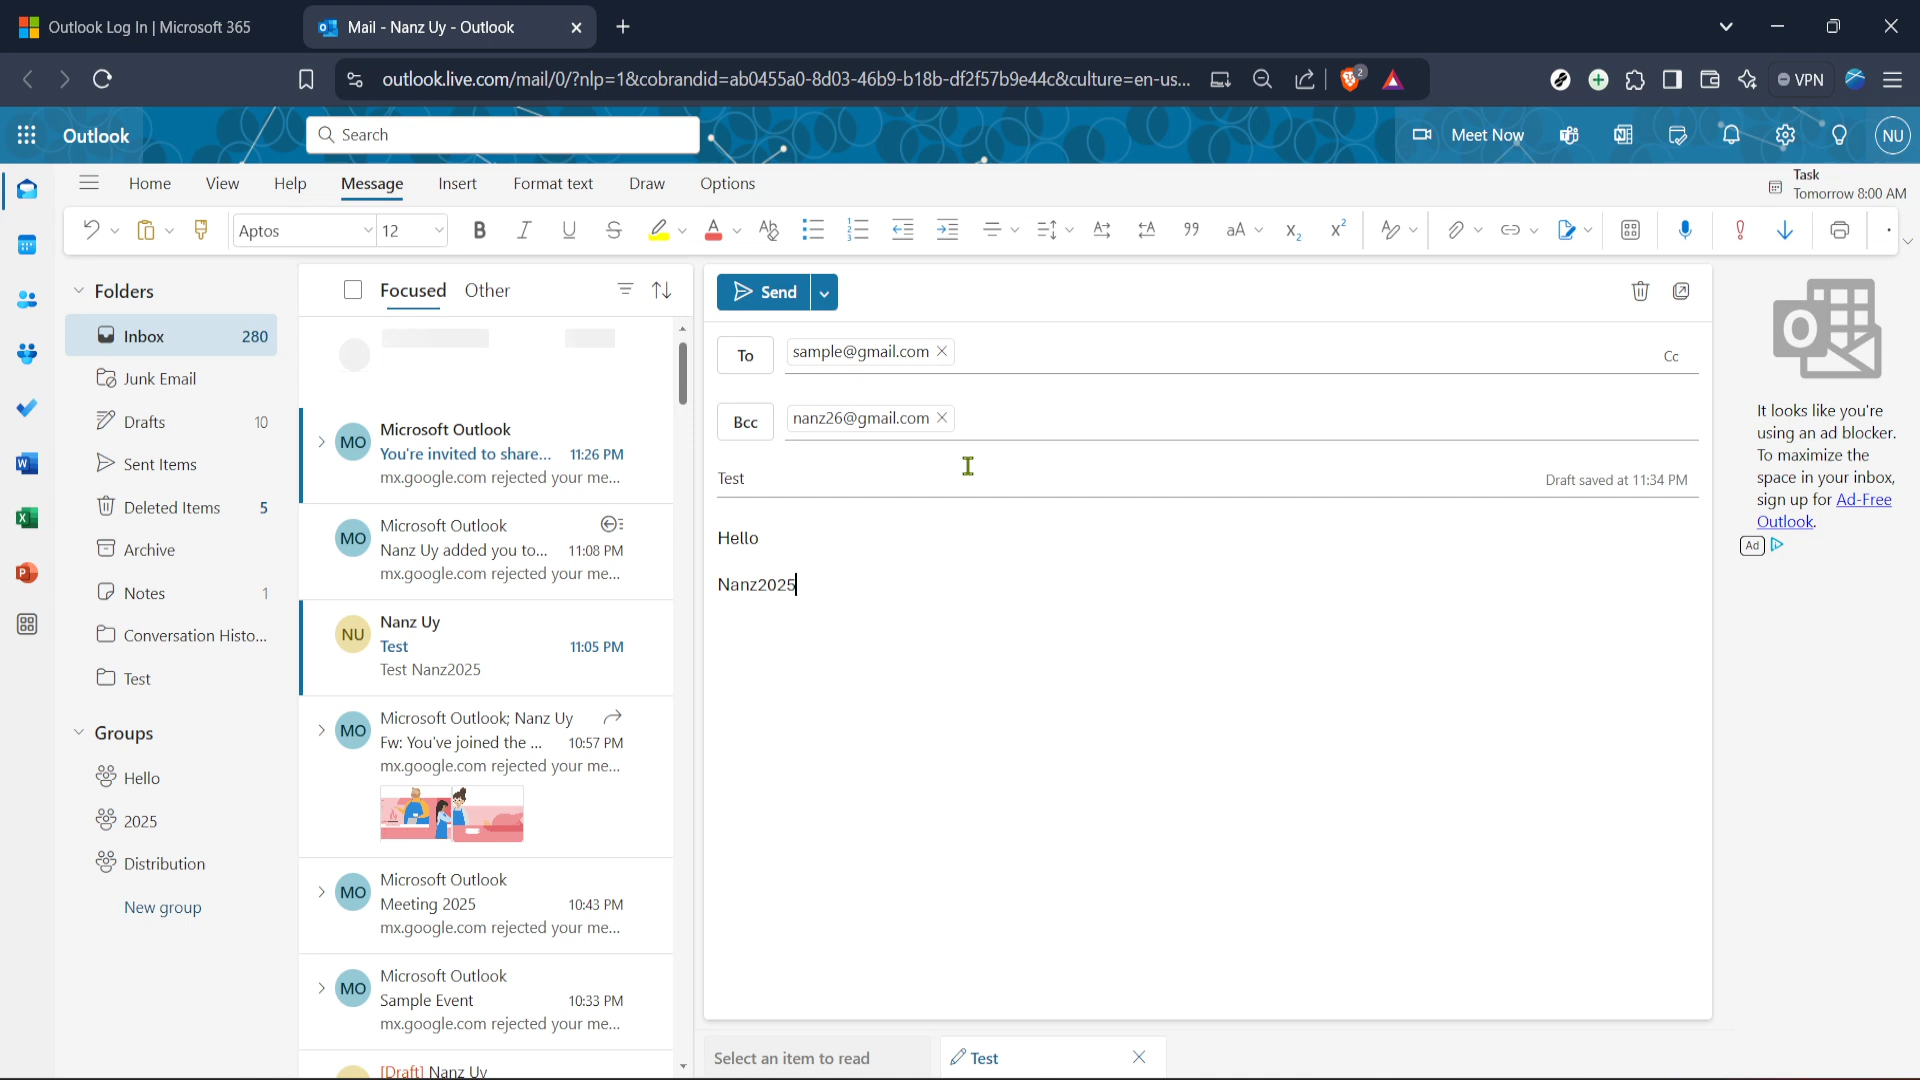 Outlook Log In | Microsoft 365
Mail - Nanz Uy - Outlook
outlook.live.com/mail/0/?nlp=1&cobrandid=ab0455a0-8d03-46b9-b18b-df2f57b9e44c&culture=en-us...
2
VPN
Outlook
Search
Meet Now
NU
Home
View
Help
Message
Insert
Format text
Draw
Options
Task
Tomorrow 8:00 AM
Aptos
12
Folders
Inbox 280
Junk Email
Drafts 10
Sent Items
Deleted Items 5
Archive
Notes 1
Conversation Histo...
Test
Groups
Hello
2025
Distribution
New group
Focused
Other
MO
Microsoft Outlook
You're invited to share... 11:26 PM
mx.google.com rejected your me...
MO
Microsoft Outlook
Nanz Uy added you to... 11:08 PM
mx.google.com rejected your me...
NU
Nanz Uy
Test 11:05 PM
Test Nanz2025
MO
Microsoft Outlook; Nanz Uy
Fw: You've joined the ... 10:57 PM
mx.google.com rejected your me...
MO
Microsoft Outlook
Meeting 2025 10:43 PM
mx.google.com rejected your me...
MO
Microsoft Outlook
Sample Event 10:33 PM
mx.google.com rejected your me...
[Draft] Nanz Uy
Send
To
sample@gmail.com
Cc
Bcc
nanz26@gmail.com
Test
Draft saved at 11:34 PM
Hello
Nanz2025
Select an item to read
Test
It looks like you're
using an ad blocker.
To maximize the
space in your inbox,
sign up for Ad-Free
Outlook.
Ad